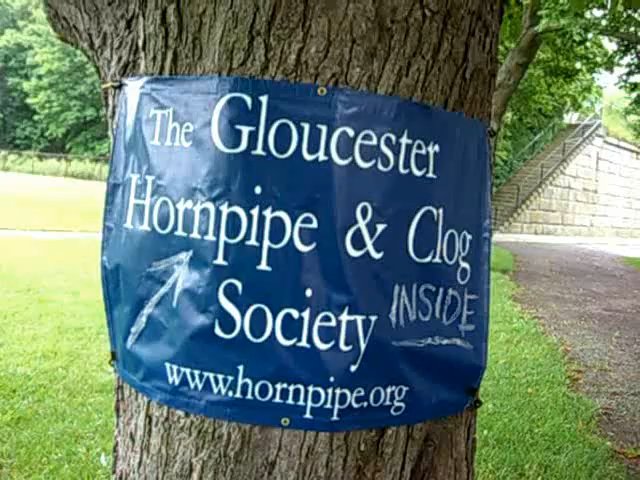 The Gloucester
Hornpipe & Clog
Society INSIDE
www.hornpipe.org